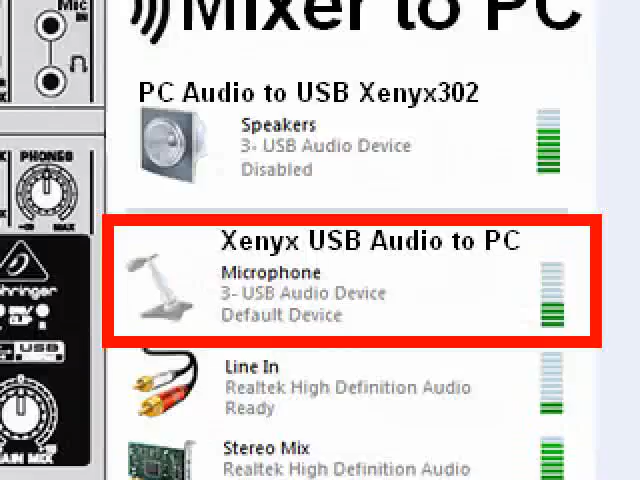 Mixer to PC
Mic
IN
PC Audio to USB Xenyx302
Speakers
3- USB Audio Device
Disabled
PHONES
MAX
Xenyx USB Audio to PC
Microphone
3- USB Audio Device
Default Device
USB
Line In
Realtek High Definition Audio
Ready
Stereo Mix
Realtek High Definition Audio